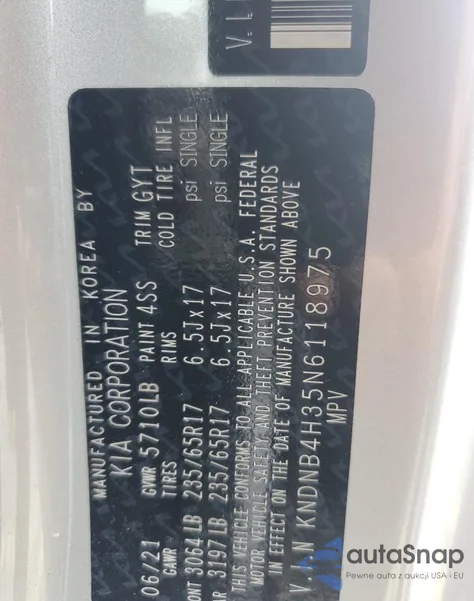 MANUFACTURED IN KOREA BY
KIA CORPORATION
GVWR 5710LB PAINT 4SS TRIM GYT
06/21 TIRES RIMS COLD TIRE INFL
GAWR
ONT 3064LB 235/65R17 6.5Jx17 psi SINGLE
AR 3197LB 235/65R17 6.5Jx17 psi SINGLE
THIS VEHICLE CONFORMS TO ALL APPLICABLE U.S.A. FEDERAL
MOTOR VEHICLE SAFETY AND THEFT PREVENTION STANDARDS
IN EFFECT ON THE DATE OF MANUFACTURE SHOWN ABOVE
V.I.N KNDNB4H35N6118975
MPV
V.I
autoSnap
Pewne auta z aukcji USA i EU